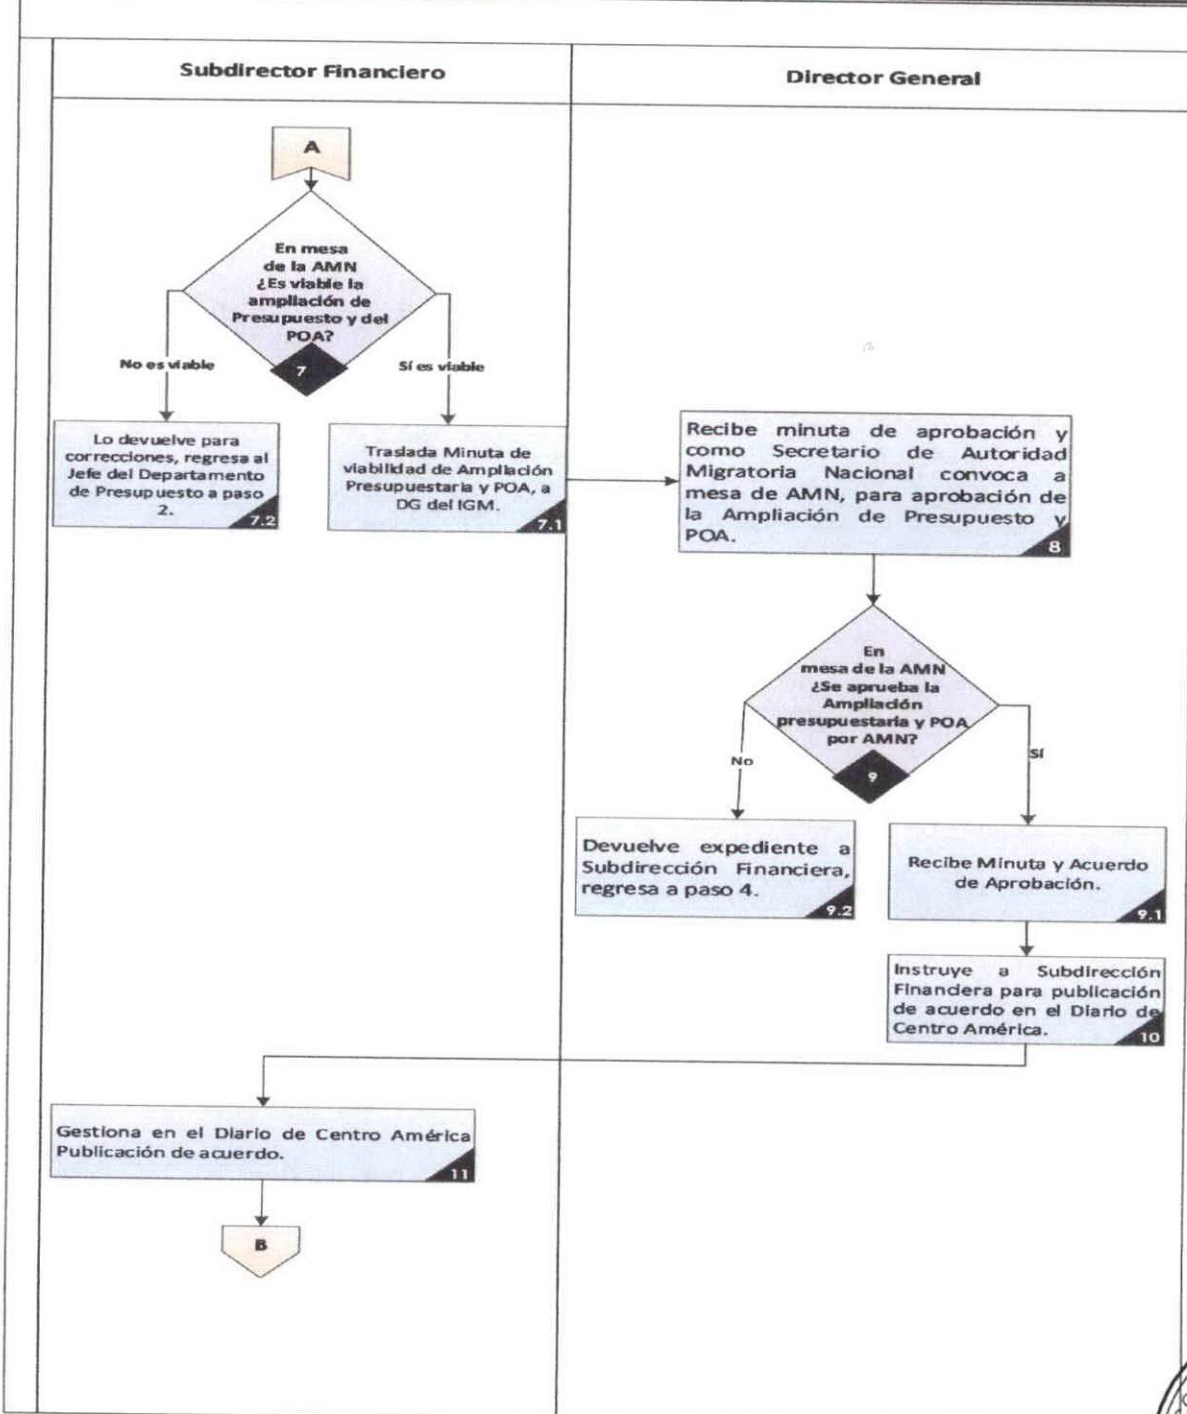 Subdirector Financiero
Director General
A
En mesa
de la AMN
¿Es viable la
ampliación de
Presupuesto y del
POA?
7
No es viable
Sí es viable
Lo devuelve para
correcciones, regresa al
Jefe del Departamento
de Presupuesto a paso
2.
7.2
Traslada Minuta de
viabilidad de Ampliación
Presupuestaria y POA, a
DG del IGM.
7.1
Recibe minuta de aprobación y
como Secretario de Autoridad
Migratoria Nacional convoca a
mesa de AMN, para aprobación de
la Ampliación de Presupuesto y
POA.
8
En
mesa de la AMN
¿Se aprueba la
Ampliación
presupuestaria y POA
por AMN?
9
No
Sí
Devuelve expediente a
Subdirección Financiera,
regresa a paso 4.
9.2
Recibe Minuta y Acuerdo
de Aprobación.
9.1
Instruye a Subdirección
Financiera para publicación
de acuerdo en el Diario de
Centro América.
10
Gestiona en el Diario de Centro América
Publicación de acuerdo.
11
B